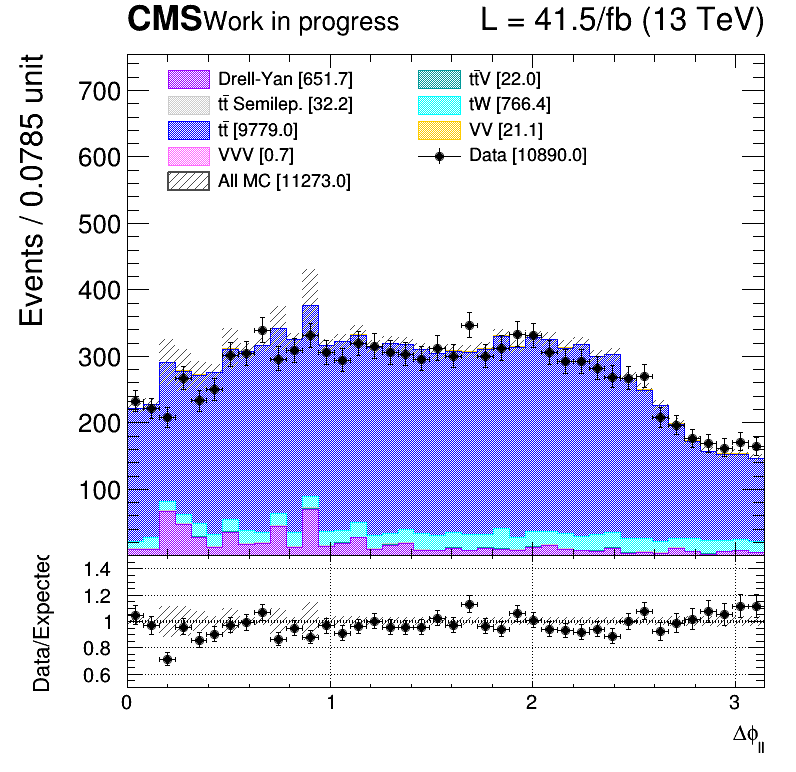 CMS Work in progress L = 41.5/fb (13 TeV)
Events / 0.0785 unit
700
600
500
400
300
200
100
Drell-Yan [651.7]
tt̄ Semilep. [32.2]
tt̄ [9779.0]
VVV [0.7]
All MC [11273.0]
tt̄V [22.0]
tW [766.4]
VV [21.1]
Data [10890.0]
Data/Expected
1.4
1.2
1
0.8
0.6
0 1 2 3
Δϕ_ll